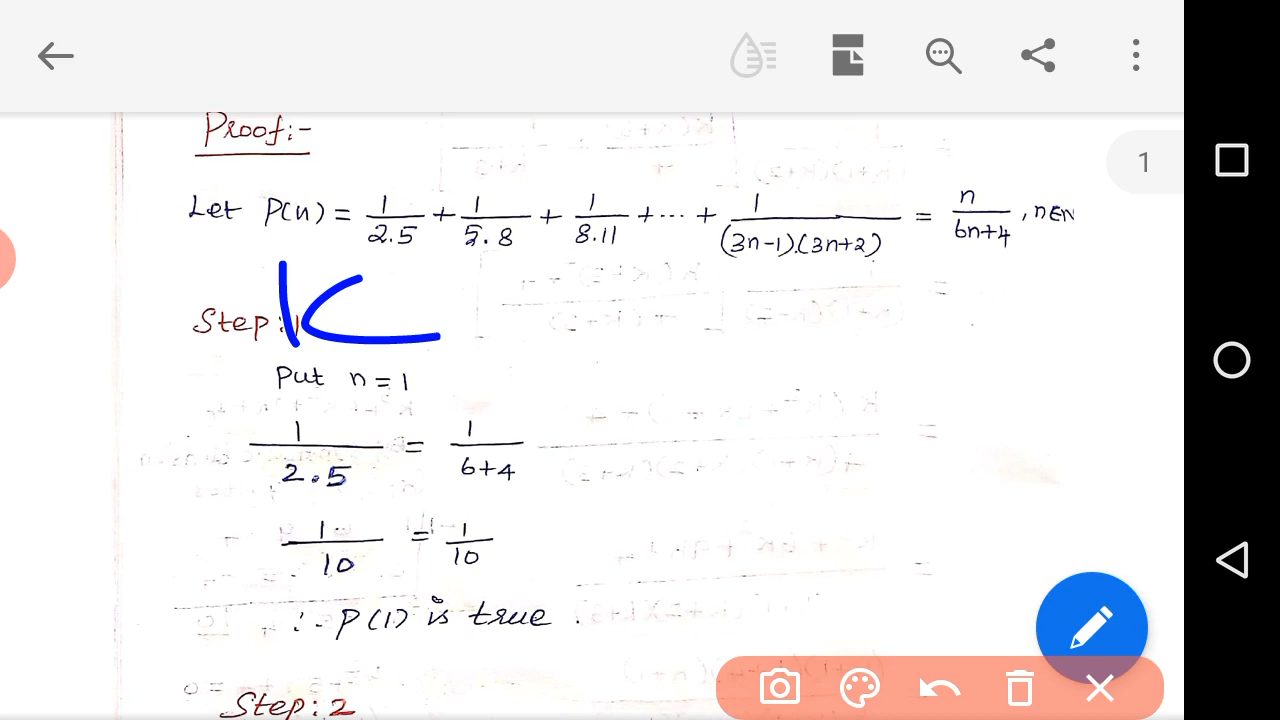 1
Proof:-
Let P(n) = 1/2.5 + 1/5.8 + 1/8.11 + ... + 1/(3n-1).(3n+2) = n/6n+4, n∈N
K
Step:1
Put n=1
1/2.5 = 1/6+4
1/10 = 1/10
∴ P(1) is true.
Step:2